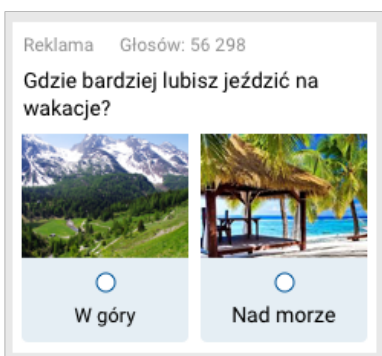 Reklama Głosów: 56 298
Gdzie bardziej lubisz jeździć na
wakacje?
W góry
Nad morze